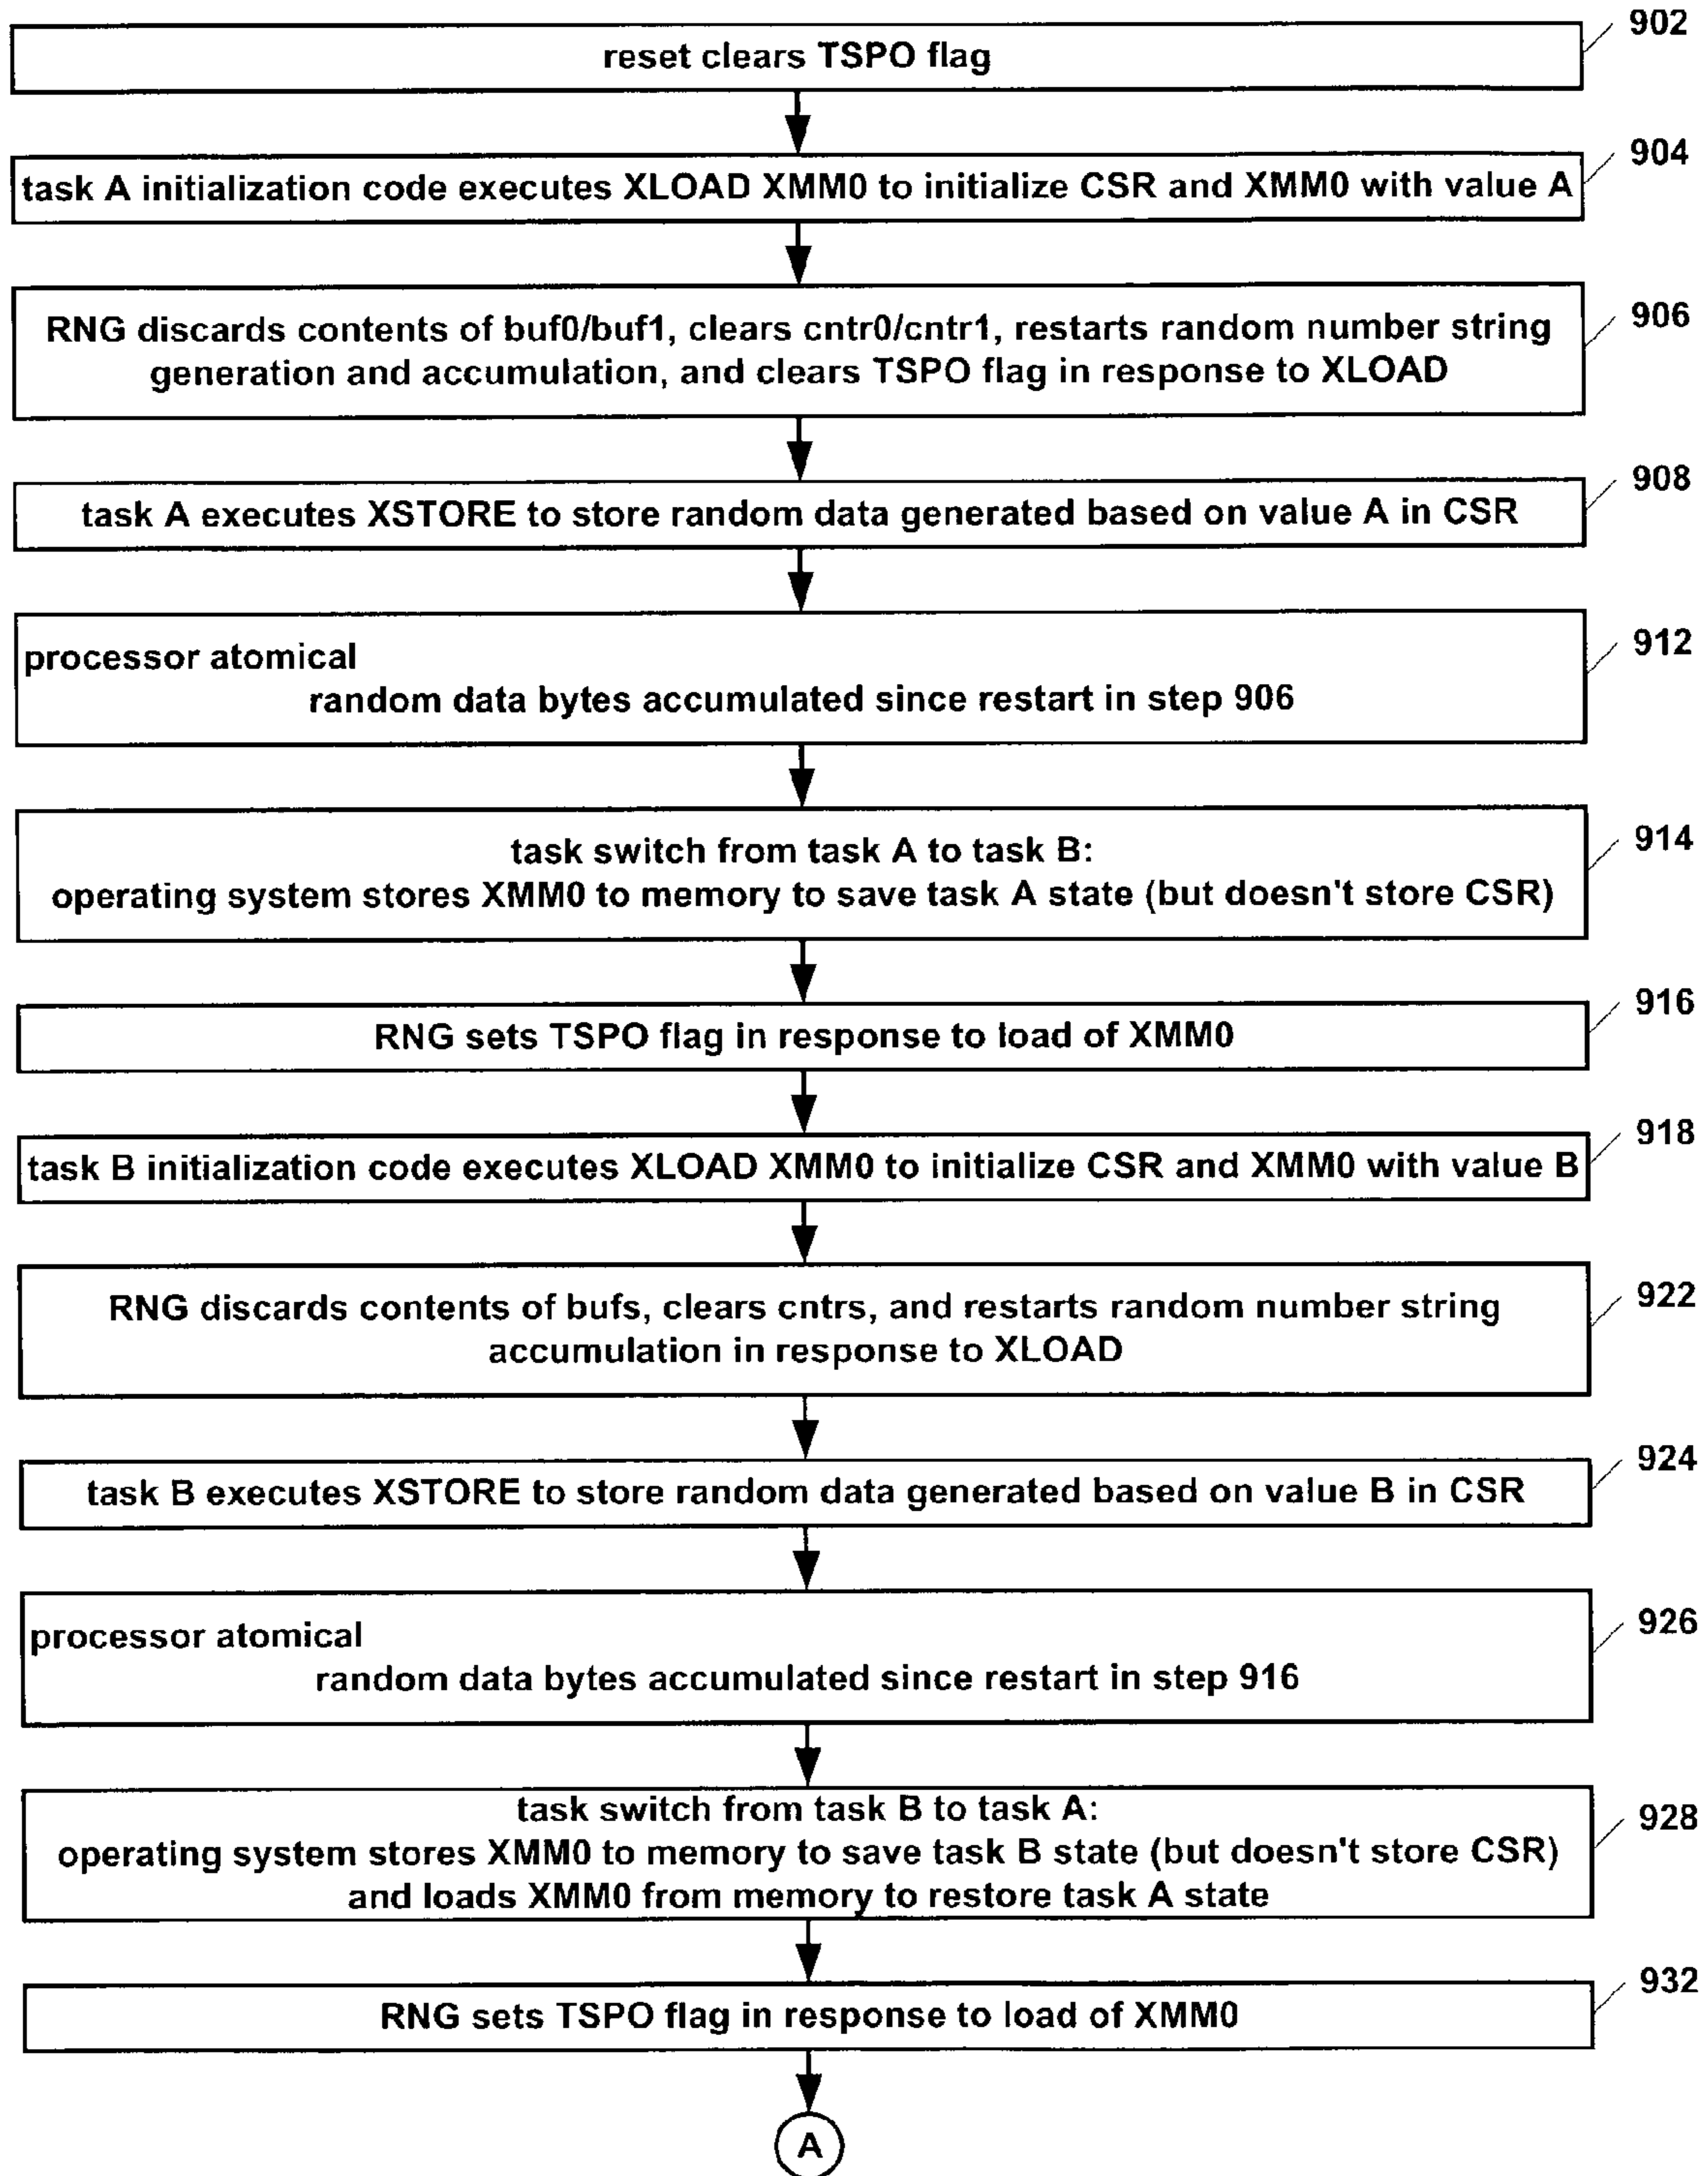 902
reset clears TSPO flag
904
task A initialization code executes XLOAD XMM0 to initialize CSR and XMM0 with value A
906
RNG discards contents of buf0/buf1, clears cntr0/cntr1, restarts random number string
generation and accumulation, and clears TSPO flag in response to XLOAD
908
task A executes XSTORE to store random data generated based on value A in CSR
912
processor atomical
random data bytes accumulated since restart in step 906
914
task switch from task A to task B:
operating system stores XMM0 to memory to save task A state (but doesn't store CSR)
916
RNG sets TSPO flag in response to load of XMM0
918
task B initialization code executes XLOAD XMM0 to initialize CSR and XMM0 with value B
922
RNG discards contents of bufs, clears cntrs, and restarts random number string
accumulation in response to XLOAD
924
task B executes XSTORE to store random data generated based on value B in CSR
926
processor atomical
random data bytes accumulated since restart in step 916
928
task switch from task B to task A:
operating system stores XMM0 to memory to save task B state (but doesn't store CSR)
and loads XMM0 from memory to restore task A state
932
RNG sets TSPO flag in response to load of XMM0
A